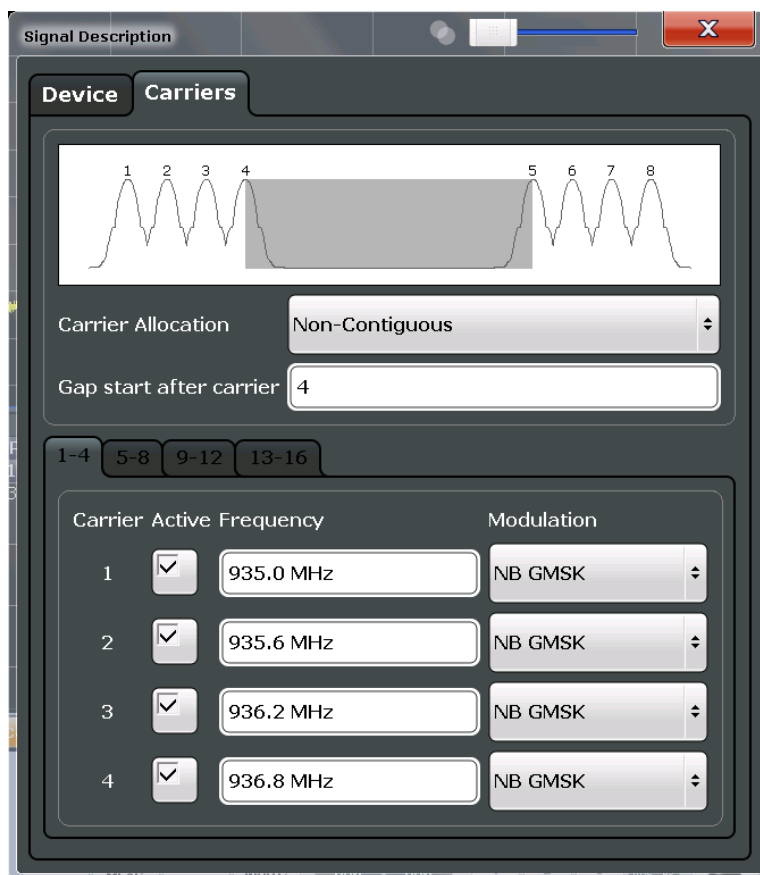 Signal Description
X
Device Carriers
1 2 3 4 5 6 7 8
Carrier Allocation Non-Contiguous
Gap start after carrier 4
1-4 5-8 9-12 13-16
Carrier Active Frequency Modulation
1 935.0 MHz NB GMSK
2 935.6 MHz NB GMSK
3 936.2 MHz NB GMSK
4 936.8 MHz NB GMSK